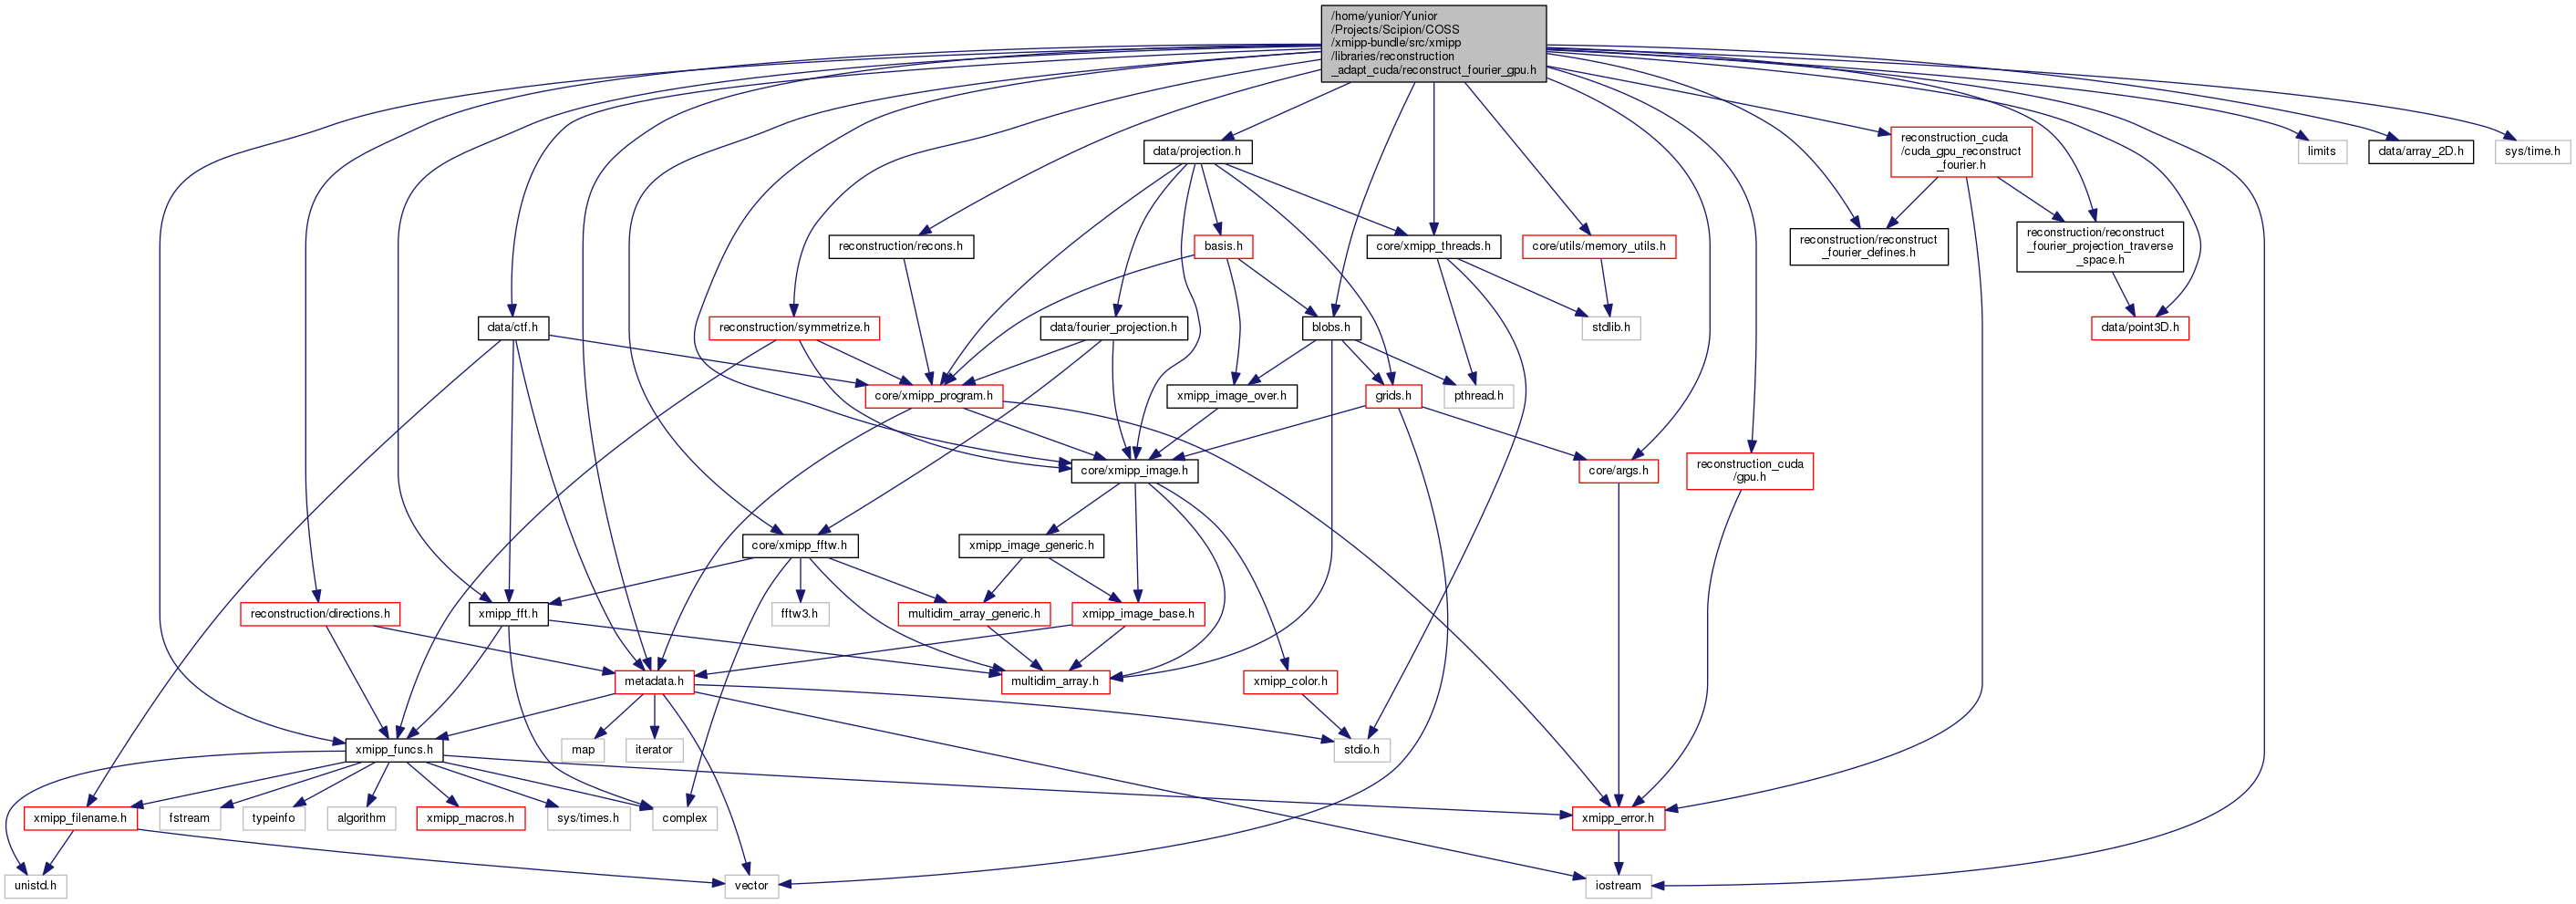 /home/yunior/Yunior
/Projects/Scipion/COSS
/xmipp-bundle/src/xmipp
/libraries/reconstruction
_adapt_cuda/reconstruct_fourier_gpu.h
data/projection.h
reconstruction_cuda
/cuda_gpu_reconstruct
_fourier.h
limits
data/array_2D.h
sys/time.h
reconstruction/recons.h
basis.h
core/xmipp_threads.h
core/utils/memory_utils.h
reconstruction/reconstruct
_fourier_defines.h
reconstruction/reconstruct
_fourier_projection_traverse
_space.h
data/ctf.h
reconstruction/symmetrize.h
data/fourier_projection.h
blobs.h
stdlib.h
data/point3D.h
core/xmipp_program.h
xmipp_image_over.h
grids.h
pthread.h
core/xmipp_image.h
core/args.h
reconstruction_cuda
/gpu.h
core/xmipp_fftw.h
xmipp_image_generic.h
reconstruction/directions.h
xmipp_fft.h
fftw3.h
multidim_array_generic.h
xmipp_image_base.h
metadata.h
multidim_array.h
xmipp_color.h
xmipp_funcs.h
map
iterator
stdio.h
xmipp_filename.h
fstream
typeinfo
algorithm
xmipp_macros.h
sys/times.h
complex
xmipp_error.h
unistd.h
vector
iostream